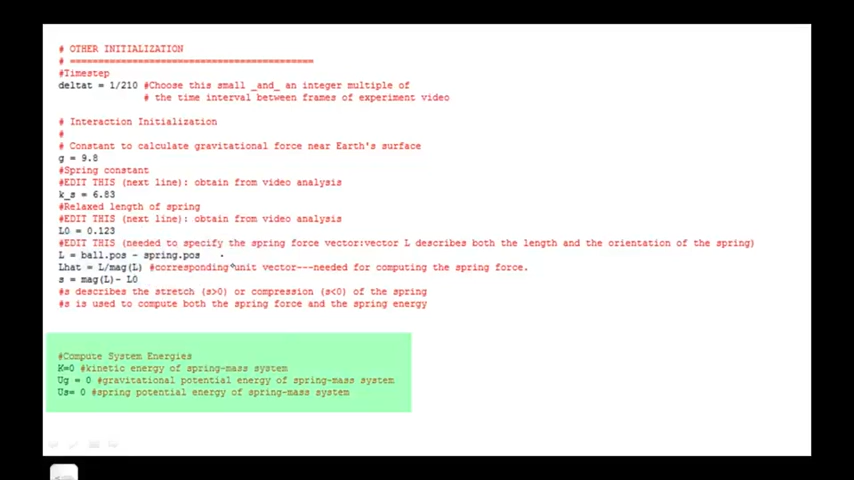 # OTHER INITIALIZATION
# ==========================================
#Timestep
deltat = 1/210 #Choose this small _and_ an integer multiple of
# the time interval between frames of experiment video
# Interaction Initialization
#
# Constant to calculate gravitational force near Earth's surface
g = 9.8
#Spring constant
#EDIT THIS (next line): obtain from video analysis
k_s = 6.83
#Relaxed length of spring
#EDIT THIS (next line): obtain from video analysis
L0 = 0.123
#EDIT THIS (needed to specify the spring force vector:vector L describes both the length and the orientation of the spring)
L = ball.pos - spring.pos
Lhat = L/mag(L) #corresponding unit vector---needed for computing the spring force.
s = mag(L)- L0
#s describes the stretch (s>0) or compression (s<0) of the spring
#s is used to compute both the spring force and the spring energy
#Compute System Energies
K=0 #kinetic energy of spring-mass system
Ug = 0 #gravitational potential energy of spring-mass system
Us= 0 #spring potential energy of spring-mass system